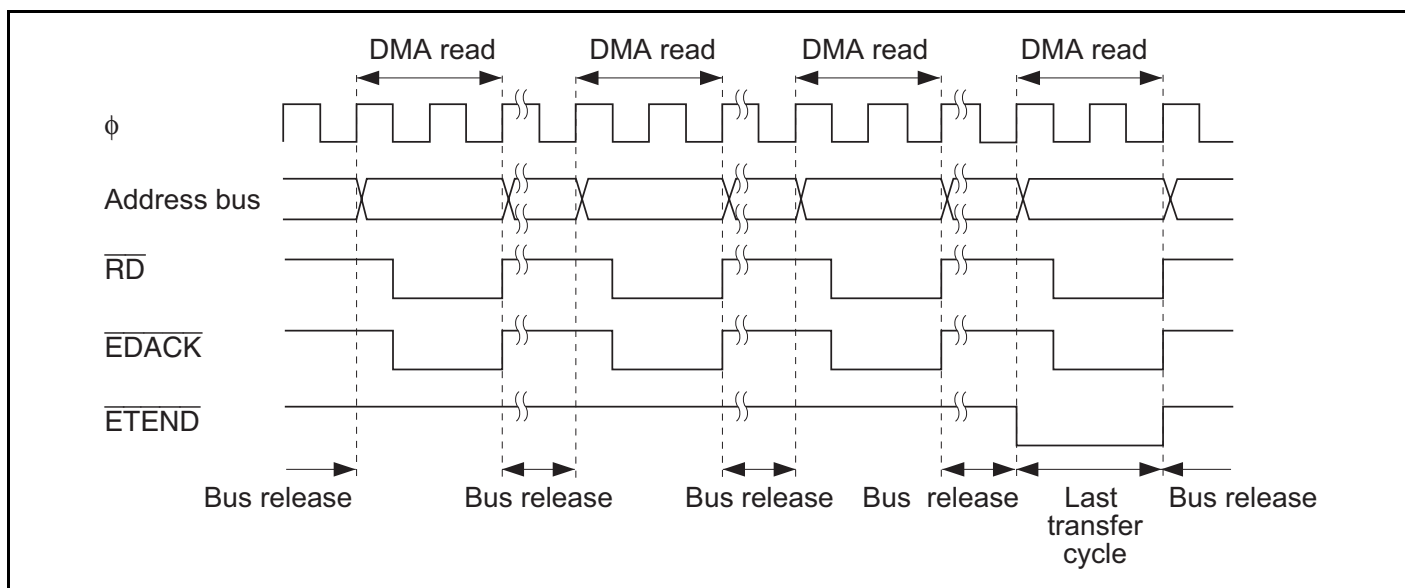 DMA read DMA read DMA read DMA read
ϕ
Address bus
RD
EDACK
ETEND
Bus release Bus release Bus release Bus release Last transfer cycle Bus release